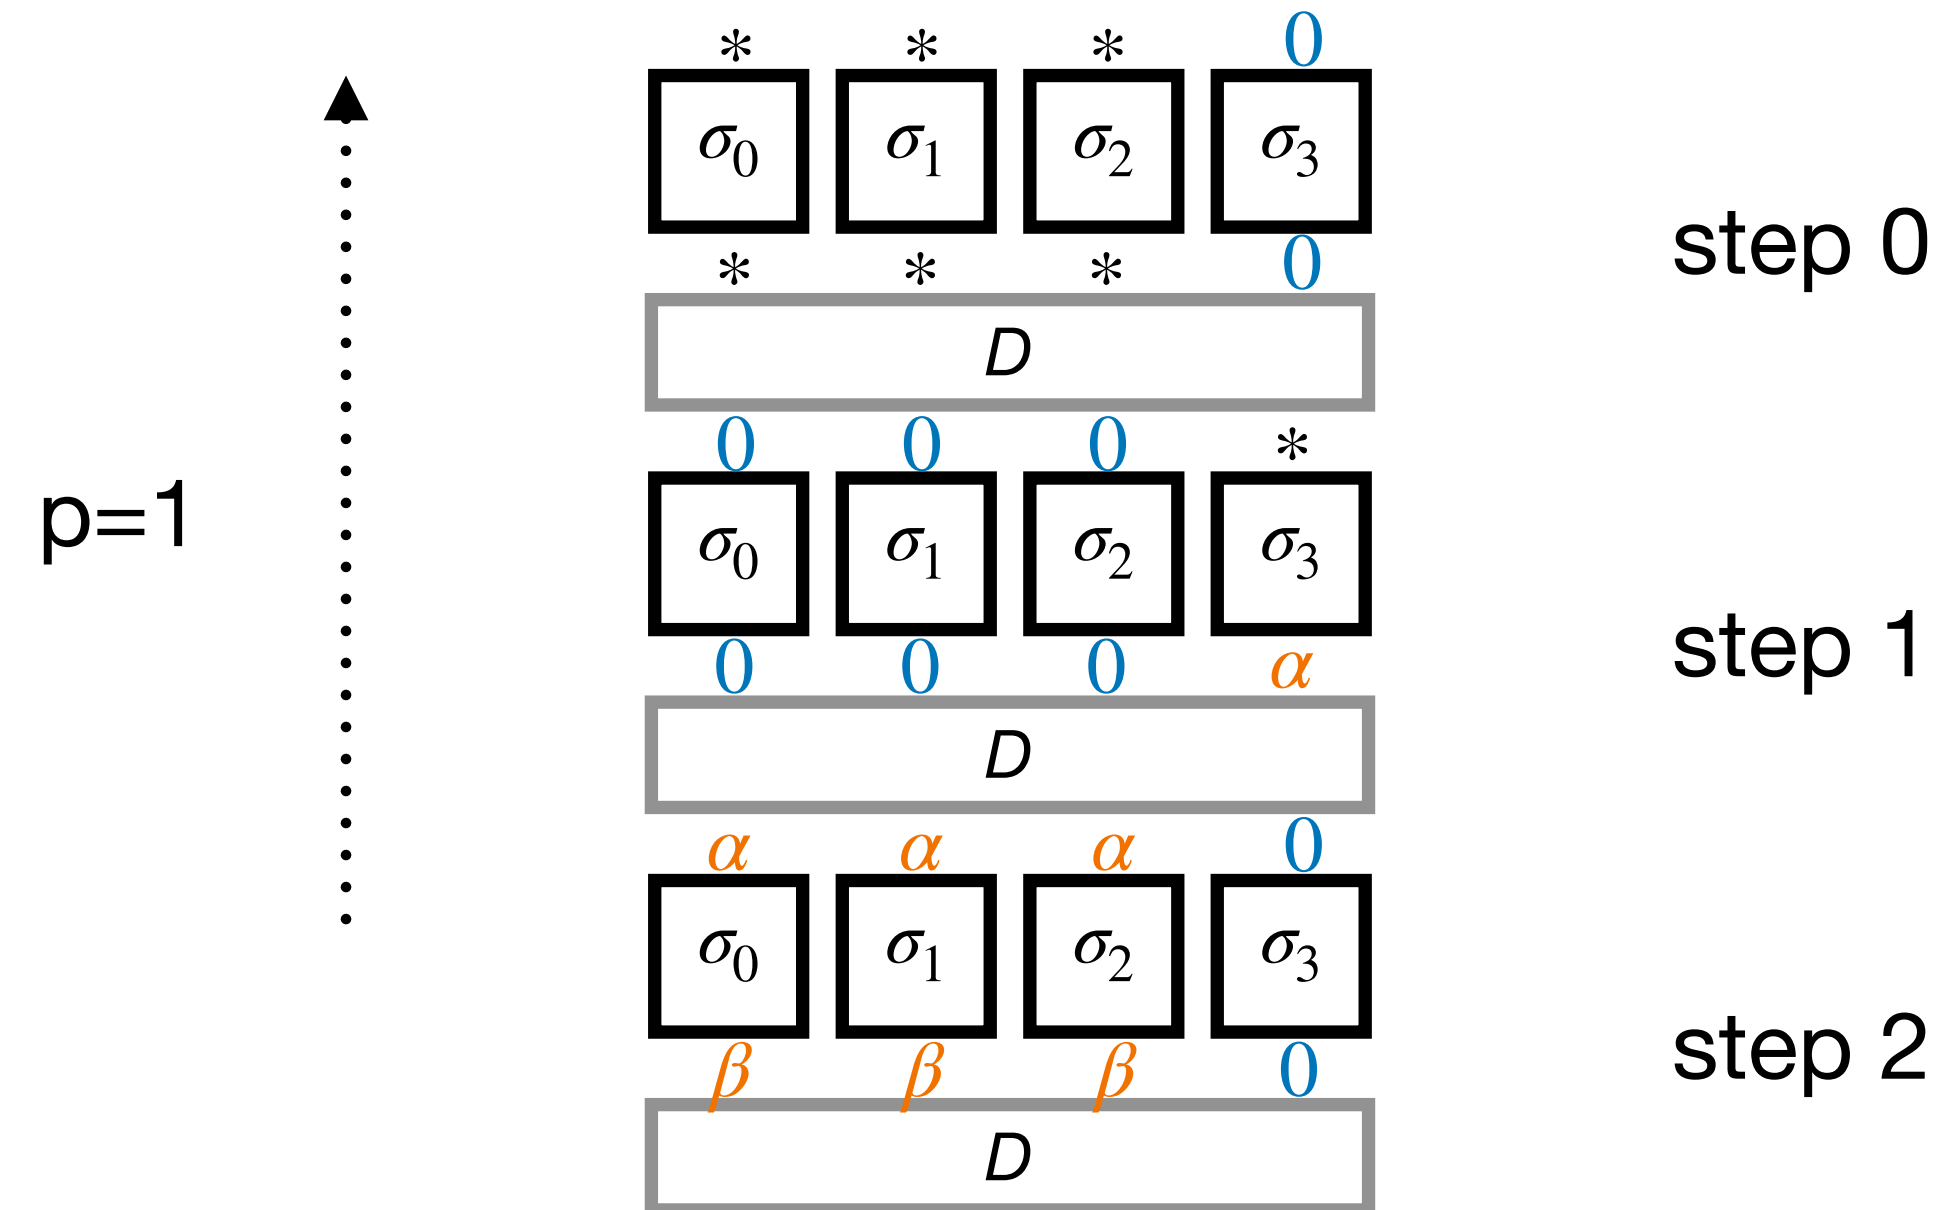 * * * 0
σ0 σ1 σ2 σ3
* * * 0
step 0
D
0 0 0 *
p=1
σ0 σ1 σ2 σ3
0 0 0 α
step 1
D
α α α 0
σ0 σ1 σ2 σ3
β β β 0
step 2
D